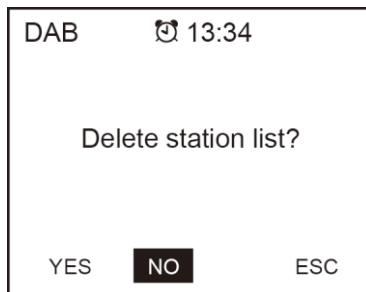 DAB 13:34
Delete station list?
YES NO ESC